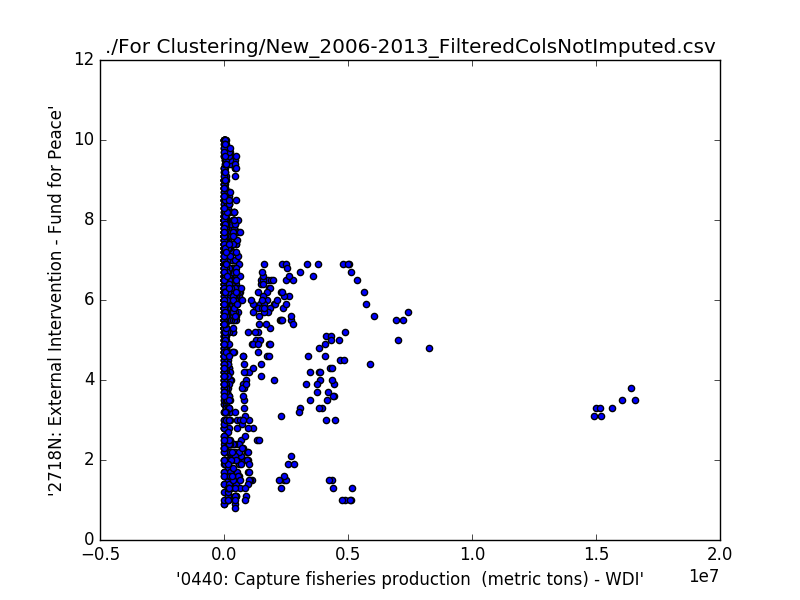 ./For Clustering/New_2006-2013_FilteredColsNotImputed.csv
12
10
8
6
4
2
0
'2718N: External Intervention - Fund for Peace'
−0.5 0.0 0.5 1.0 1.5 2.0
1e7
'0440: Capture fisheries production  (metric tons) - WDI'